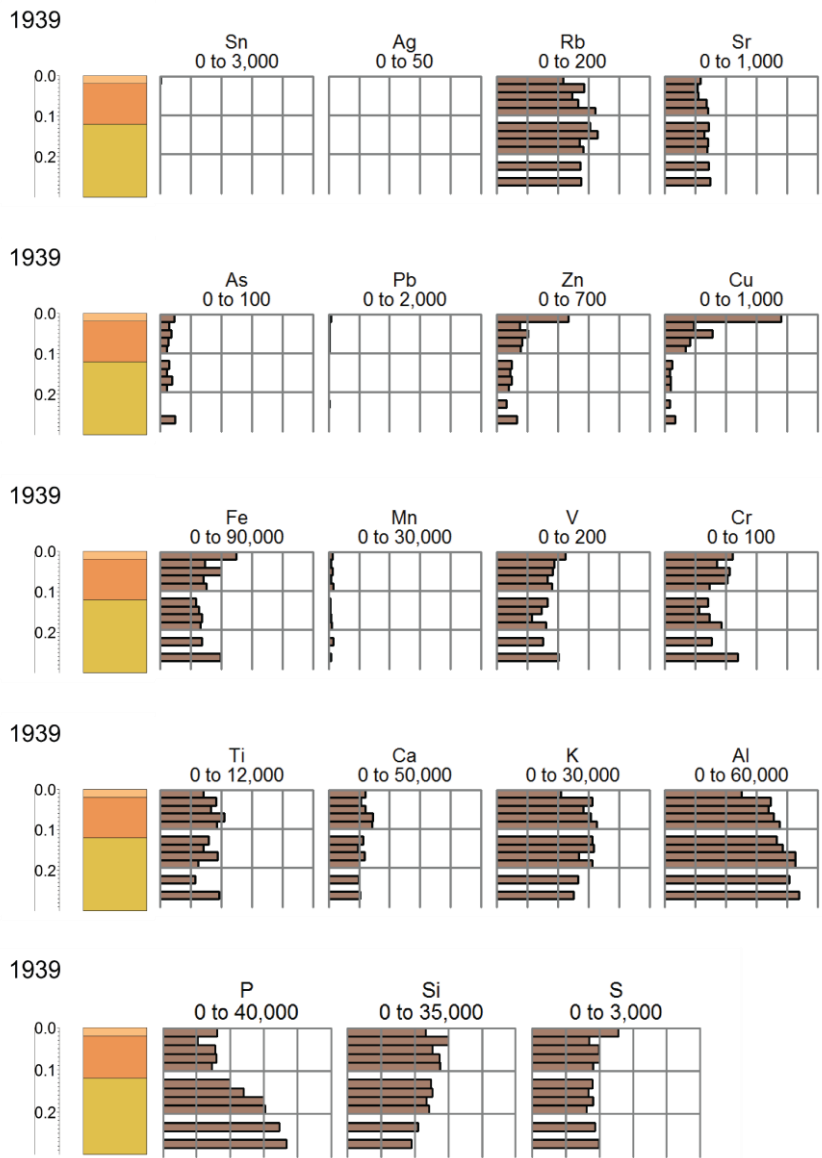 1939
Sn Ag Rb Sr
0 to 3,000 0 to 50 0 to 200 0 to 1,000
0.0
0.1
0.2
1939
As Pb Zn Cu
0 to 100 0 to 2,000 0 to 700 0 to 1,000
0.0
0.1
0.2
1939
Fe Mn V Cr
0 to 90,000 0 to 30,000 0 to 200 0 to 100
0.0
0.1
0.2
1939
Ti Ca K Al
0 to 12,000 0 to 50,000 0 to 30,000 0 to 60,000
0.0
0.1
0.2
1939
P Si S
0 to 40,000 0 to 35,000 0 to 3,000
0.0
0.1
0.2